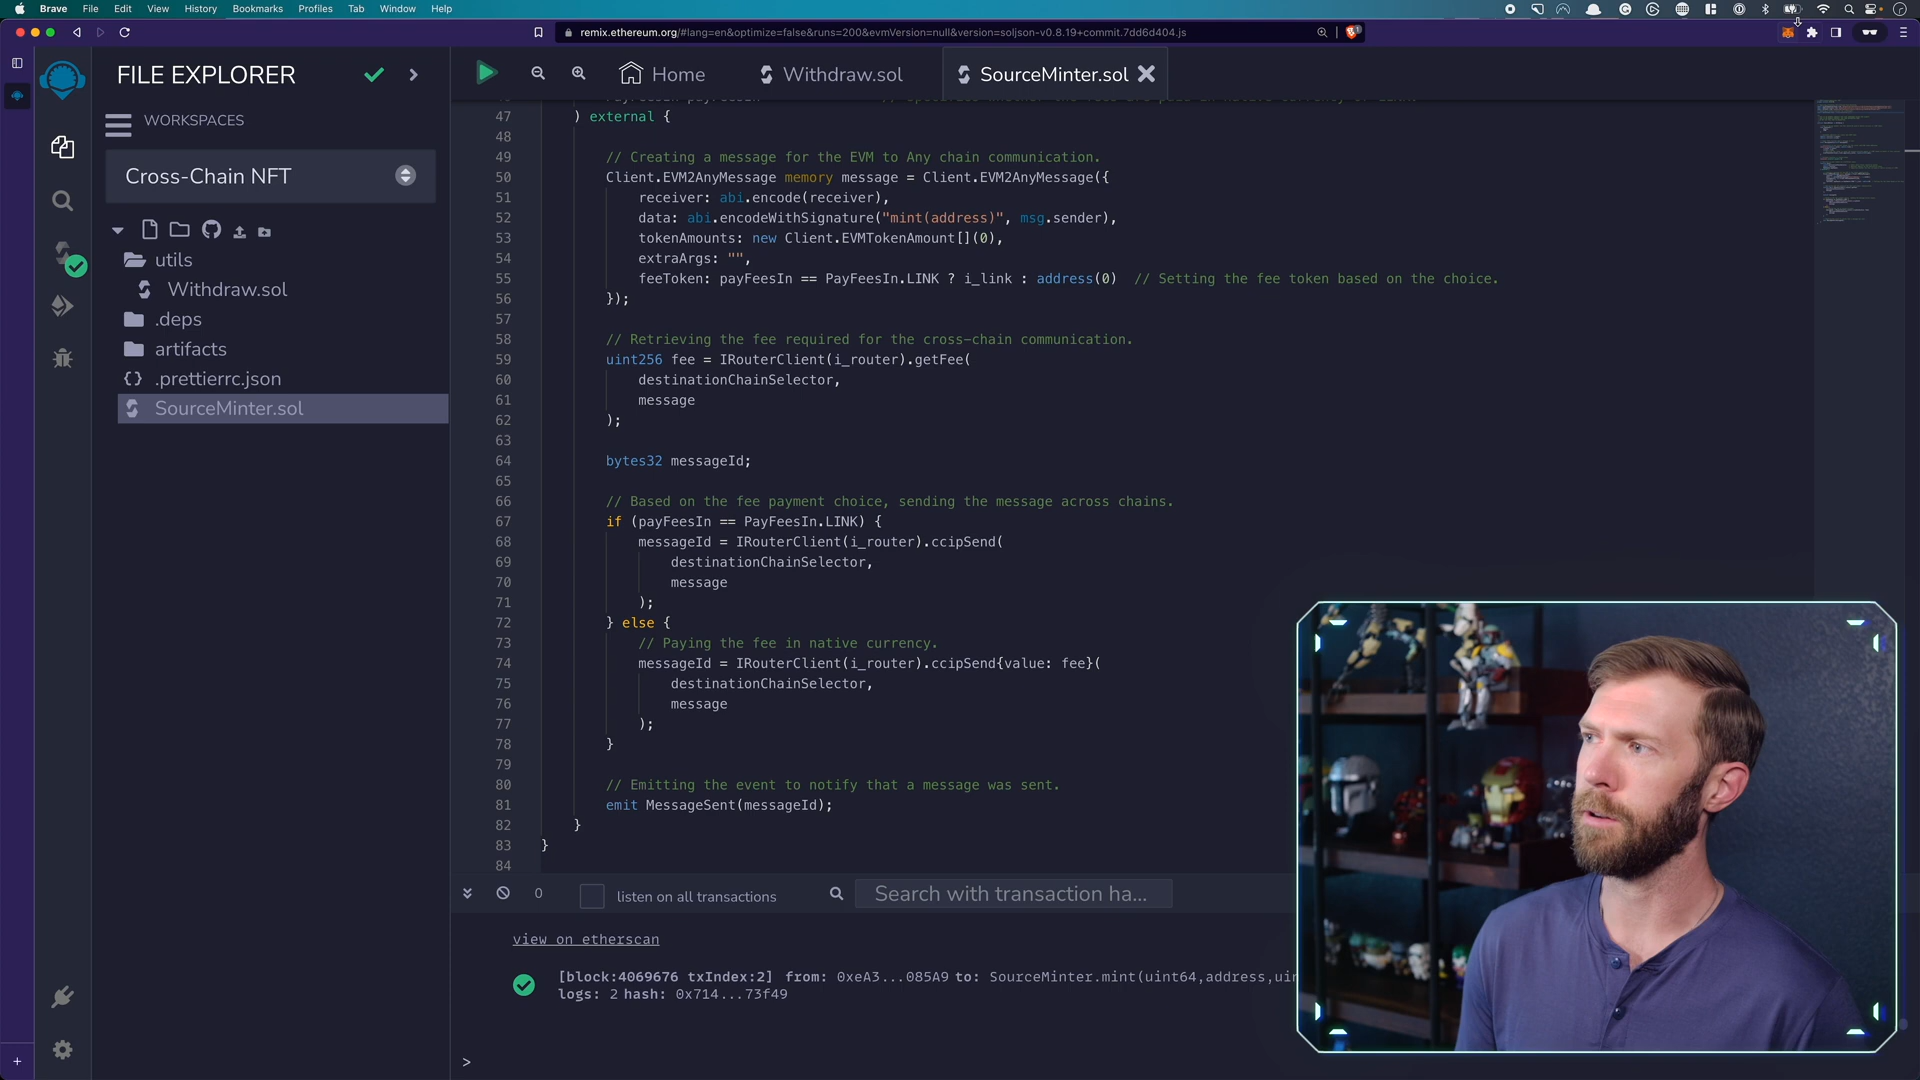 Brave File Edit View History Bookmarks Profiles Tab Window Help
remix.ethereum.org/#lang=en&optimize=false&runs=200&evmVersion=null&version=soljson-v0.8.19+commit.7dd6d404.js
FILE EXPLORER
WORKSPACES
Cross-Chain NFT
utils
Withdraw.sol
.deps
artifacts
.prettierrc.json
SourceMinter.sol
Home
Withdraw.sol
SourceMinter.sol
47 ) external {
48
49 // Creating a message for the EVM to Any chain communication.
50 Client.EVM2AnyMessage memory message = Client.EVM2AnyMessage({
51 receiver: abi.encode(receiver),
52 data: abi.encodeWithSignature("mint(address)", msg.sender),
53 tokenAmounts: new Client.EVMTokenAmount[](0),
54 extraArgs: "",
55 feeToken: payFeesIn == PayFeesIn.LINK ? i_link : address(0) // Setting the fee token based on the choice.
56 });
57
58 // Retrieving the fee required for the cross-chain communication.
59 uint256 fee = IRouterClient(i_router).getFee(
60 destinationChainSelector,
61 message
62 );
63
64 bytes32 messageId;
65
66 // Based on the fee payment choice, sending the message across chains.
67 if (payFeesIn == PayFeesIn.LINK) {
68 messageId = IRouterClient(i_router).ccipSend(
69 destinationChainSelector,
70 message
71 );
72 } else {
73 // Paying the fee in native currency.
74 messageId = IRouterClient(i_router).ccipSend{value: fee}(
75 destinationChainSelector,
76 message
77 );
78 }
79
80 // Emitting the event to notify that a message was sent.
81 emit MessageSent(messageId);
82 }
83 }
84
0 listen on all transactions Search with transaction ha...
view on etherscan
[block:4069676 txIndex:2] from: 0xeA3...085A9 to: SourceMinter.mint(uint64,address,uin
logs: 2 hash: 0x714...73f49
>